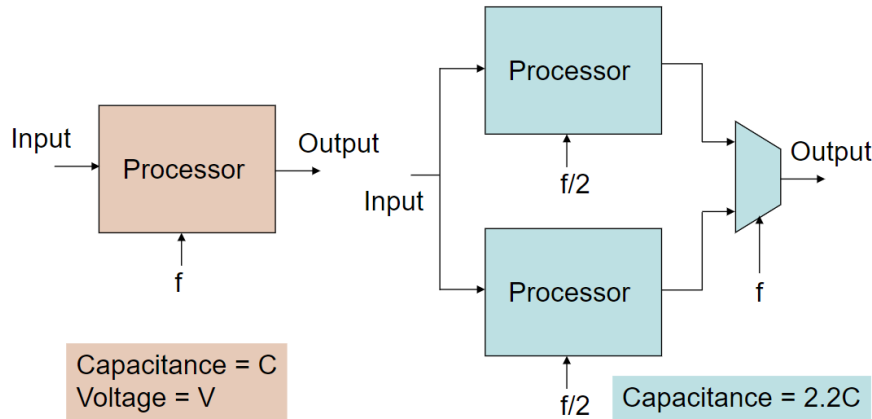 Input
Processor
Output
f
Capacitance = C
Voltage = V
Processor
f/2
Input
Processor
f/2
Output
f
Capacitance = 2.2C